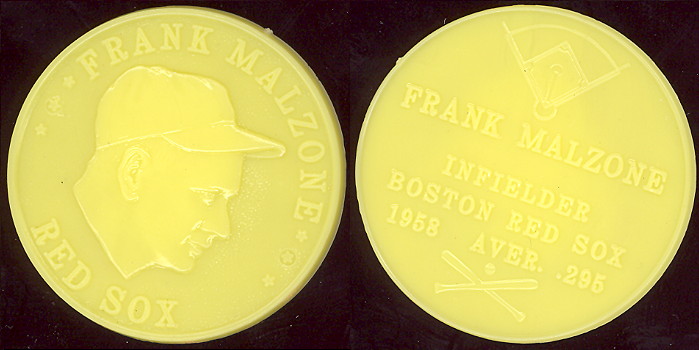 FRANK MALZONE
RED SOX
FRANK MALZONE
INFIELDER
BOSTON RED SOX
1958 AVER. .295